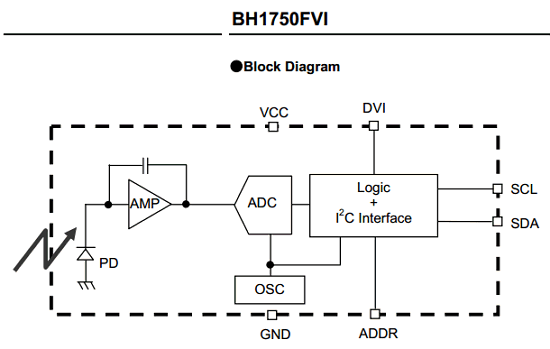 BH1750FVI
●Block Diagram
VCC
DVI
AMP
ADC
Logic
+
I²C Interface
SCL
SDA
PD
OSC
GND
ADDR